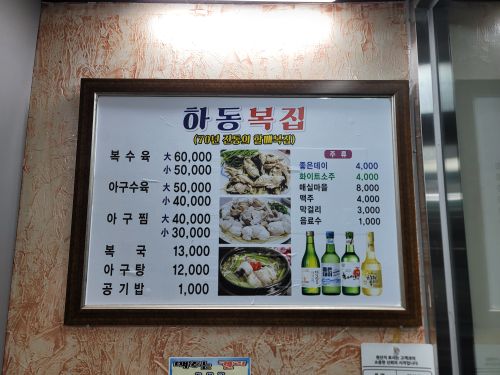 하동복집
(70년 전통의 할매복집)
복수육 大 60,000
小 50,000
아구수육 大 50,000
小 40,000
아구찜 大 40,000
小 30,000
복국 13,000
아구탕 12,000
공기밥 1,000
주류
좋은데이 4,000
화이트소주 4,000
매실마을 8,000
맥주 4,000
막걸리 3,000
음료수 1,000